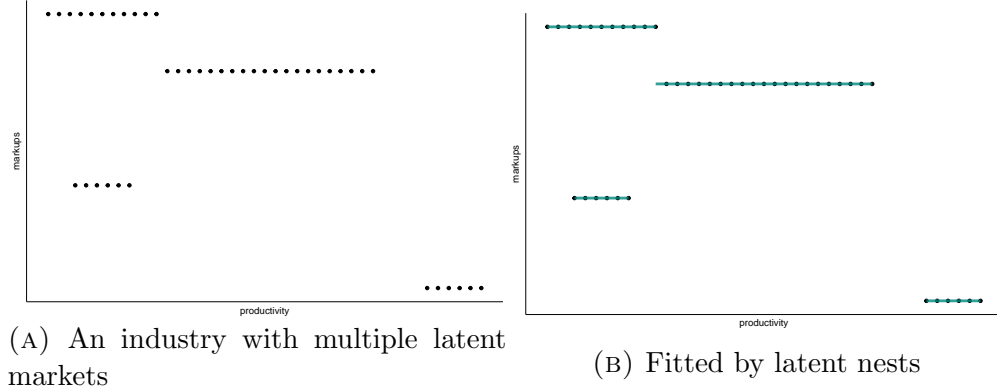 markups
productivity
(A) An industry with multiple latent
markets
markups
productivity
(B) Fitted by latent nests